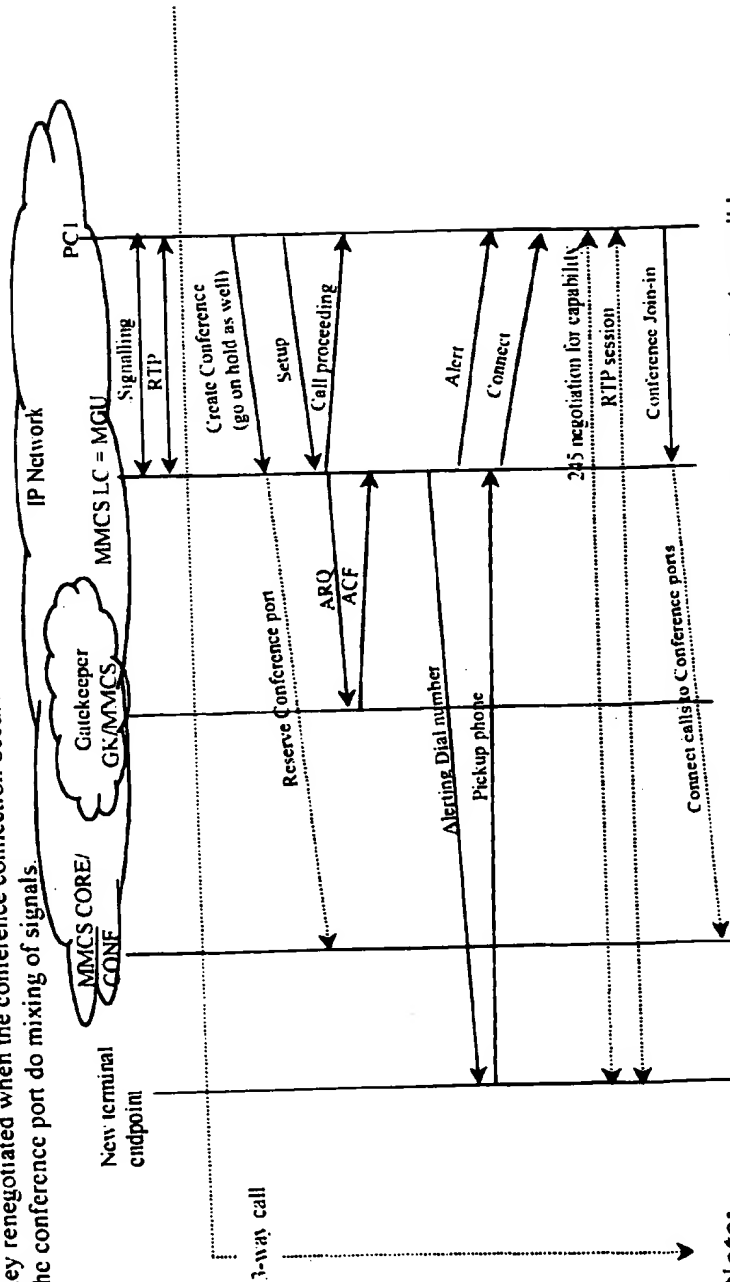 ey renegotiated when the conference connection
he conference port do mixing of signals.
IP Network
MMCS CORE/
CONF
Gatekeeper
GK/MMCS
MMCS LC = MGU
PC1
New terminal
endpoint
3-way call
Signalling
RTP
Create Conference
(go on hold as well)
Reserve Conference port
Setup
Call proceeding
ARQ
ACF
Alerting Dial number
Alert
Pickup phone
Connect
245 negotiation for capability
RTP session
Conference Join-in
Connect calls to Conference ports